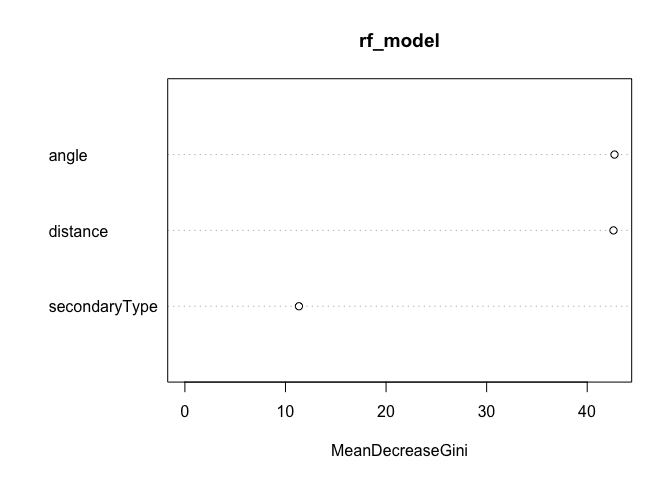 rf_model
angle
distance
secondaryType
0 10 20 30 40
MeanDecreaseGini